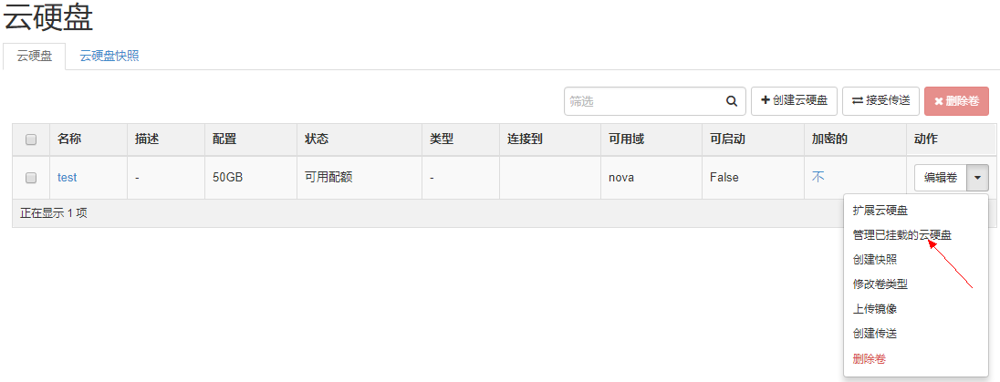 云硬盘
云硬盘 云硬盘快照
筛选 创建云硬盘 接受传送 删除卷
名称 描述 配置 状态 类型 连接到 可用域 可启动 加密的 动作
test - 50GB 可用配额 - nova False 不 编辑卷
正在显示 1 项
扩展云硬盘
管理已挂载的云硬盘
创建快照
修改卷类型
上传镜像
创建传送
删除卷